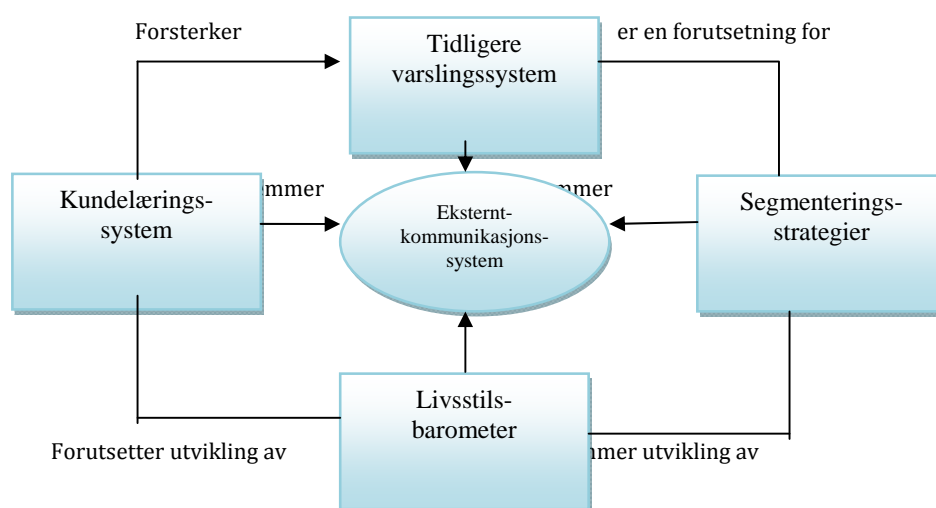 Forsterker
Tidligere
varslingssystem
er en forutsetning for
Kundelærings-
system
Eksternt-
kommunikasjons-
system
Segmenterings-
strategier
Livsstils-
barometer
Forutsetter utvikling av
utvikling av